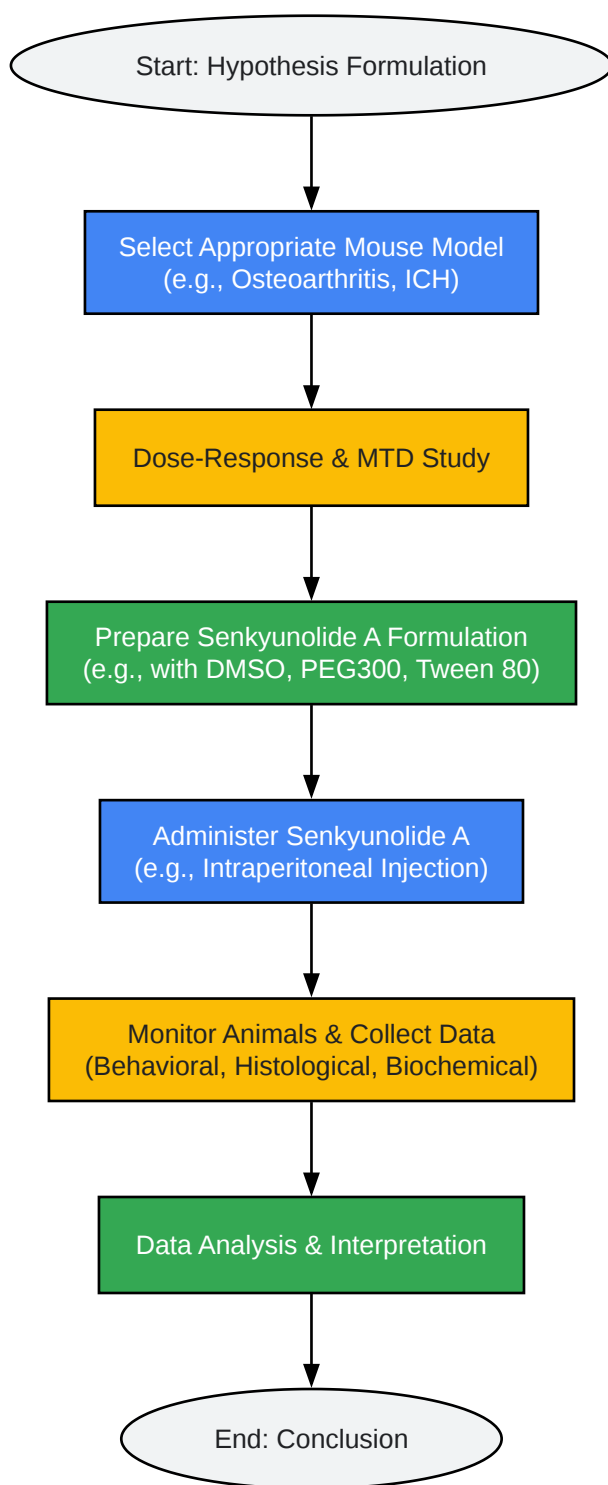 Start: Hypothesis Formulation
Select Appropriate Mouse Model
(e.g., Osteoarthritis, ICH)
Dose-Response & MTD Study
Prepare Senkyunolide A Formulation
(e.g., with DMSO, PEG300, Tween 80)
Administer Senkyunolide A
(e.g., Intraperitoneal Injection)
Monitor Animals & Collect Data
(Behavioral, Histological, Biochemical)
Data Analysis & Interpretation
End: Conclusion